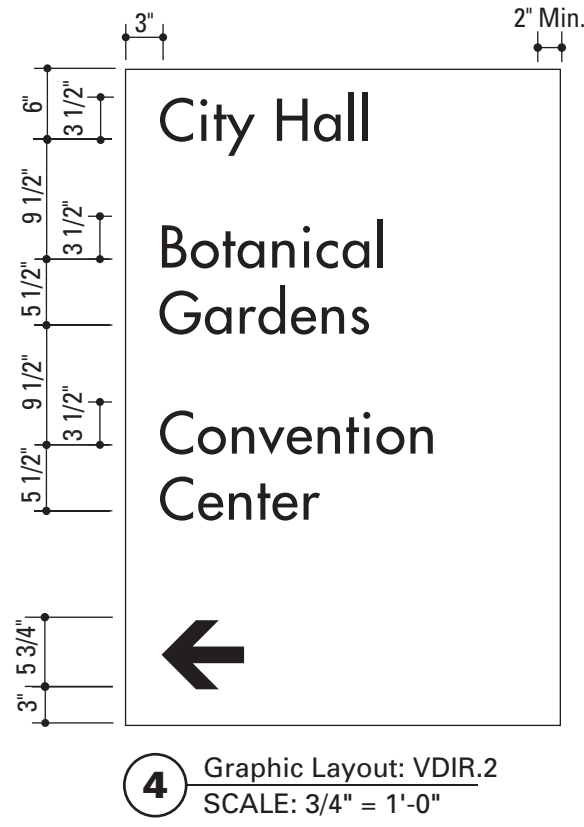 3"
2" Min.
6"
3 1/2"
City Hall
9 1/2"
3 1/2"
Botanical
5 1/2"
Gardens
9 1/2"
3 1/2"
Convention
5 1/2"
Center
5 3/4"
3"
4
Graphic Layout: VDIR.2
SCALE: 3/4" = 1'-0"